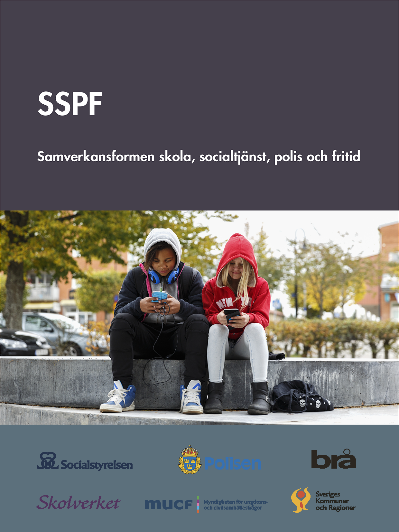 SSPF
Samverkansformen skola, socialtjänst, polis och fritid
Socialstyrelsen
Polisen
brå
Skolverket
MUCF
Myndigheten för ungdoms-
och civilsamhällesfrågor
Sveriges
Kommuner
och Regioner